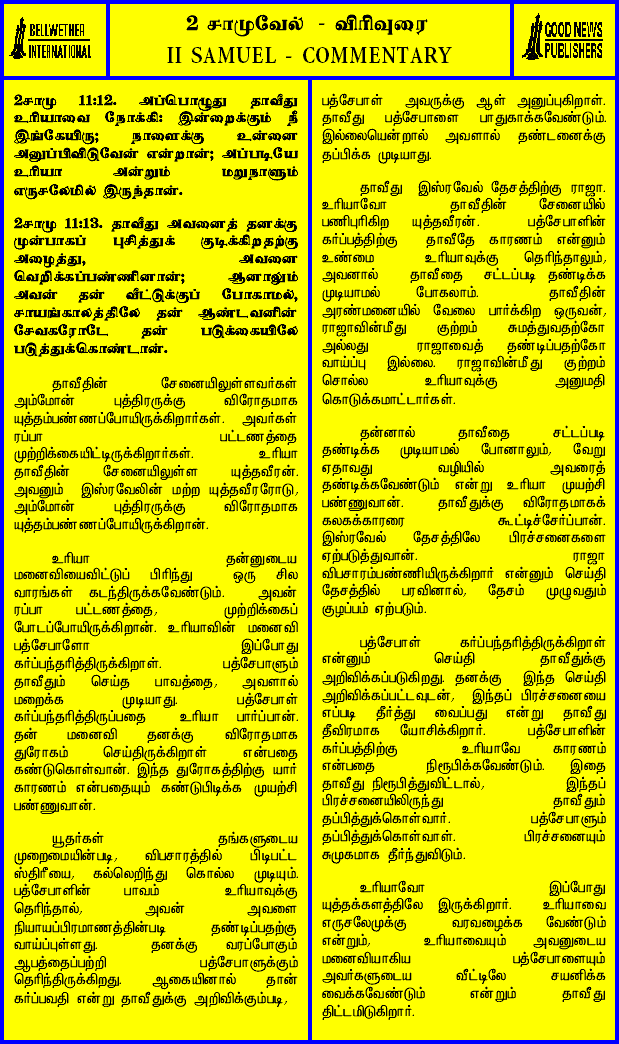 BELLWETHER
INTERNATIONAL
2 சாமுவேல் - விரிவுரை
II SAMUEL - COMMENTARY
GOOD NEWS
PUBLISHERS
2சாமு 11:12. அப்பொழுது தாவீது
உரியாவை நோக்கி: இன்றைக்கும் நீ
இங்கேயிரு; நாளைக்கு உன்னை
அனுப்பிவிடுவேன் என்றான்; அப்படியே
உரியா அன்றும் மறுநாளும்
எருசலேமில் இருந்தான்.
2சாமு 11:13. தாவீது அவனைத் தனக்கு
முன்பாகப் புசித்துக் குடிக்கிறதற்கு
அழைத்து, அவனை
வெறிக்கப்பண்ணினான்; ஆனாலும்
அவன் தன் வீட்டுக்குப் போகாமல்,
சாயங்காலத்திலே தன் ஆண்டவனின்
சேவகரோடே தன் படுக்கையிலே
படுத்துக்கொண்டான்.
தாவீதின் சேனையிலுள்ளவர்கள்
அம்மோன் புத்திரருக்கு விரோதமாக
யுத்தம்பண்ணப்போயிருக்கிறார்கள். அவர்கள்
ரப்பா பட்டணத்தை
முற்றிக்கையிட்டிருக்கிறார்கள். உரியா
தாவீதின் சேனையிலுள்ள யுத்தவீரன்.
அவனும் இஸ்ரவேலின் மற்ற யுத்தவீரரோடு,
அம்மோன் புத்திரருக்கு விரோதமாக
யுத்தம்பண்ணப்போயிருக்கிறான்.
உரியா தன்னுடைய
மனைவியைவிட்டுப் பிரிந்து ஒரு சில
வாரங்கள் கடந்திருக்கவேண்டும். அவன்
ரப்பா பட்டணத்தை, முற்றிக்கைப்
போடப்போயிருக்கிறான். உரியாவின் மனைவி
பத்சேபாளோ இப்போது
கர்ப்பந்தரித்திருக்கிறாள். பத்சேபாளும்
தாவீதும் செய்த பாவத்தை, அவளால்
மறைக்க முடியாது. பத்சேபாள்
கர்ப்பந்தரித்திருப்பதை உரியா பார்ப்பான்.
தன் மனைவி தனக்கு விரோதமாக
துரோகம் செய்திருக்கிறாள் என்பதை
கண்டுகொள்வான். இந்த துரோகத்திற்கு யார்
காரணம் என்பதையும் கண்டுபிடிக்க முயற்சி
பண்ணுவான்.
யூதர்கள் தங்களுடைய
முறைமையின்படி, விபசாரத்தில் பிடிபட்ட
ஸ்திரீயை, கல்லெறிந்து கொல்ல முடியும்.
பத்சேபாளின் பாவம் உரியாவுக்கு
தெரிந்தால், அவன் அவளை
நியாயப்பிரமாணத்தின்படி தண்டிப்பதற்கு
வாய்ப்புள்ளது. தனக்கு வரப்போகும்
ஆபத்தைப்பற்றி பத்சேபாளுக்கும்
தெரிந்திருக்கிறது. ஆகையினால் தான்
கர்ப்பவதி என்று தாவீதுக்கு அறிவிக்கும்படி,
பத்சேபாள் அவருக்கு ஆள் அனுப்புகிறாள்.
தாவீது பத்சேபாளை பாதுகாக்கவேண்டும்.
இல்லையென்றால் அவளால் தண்டனைக்கு
தப்பிக்க முடியாது.
தாவீது இஸ்ரவேல் தேசத்திற்கு ராஜா.
உரியாவோ தாவீதின் சேனையில்
பணிபுரிகிற யுத்தவீரன். பத்சேபாளின்
கர்ப்பத்திற்கு தாவீதே காரணம் என்னும்
உண்மை உரியாவுக்கு தெரிந்தாலும்,
அவனால் தாவீதை சட்டப்படி தண்டிக்க
முடியாமல் போகலாம். தாவீதின்
அரண்மனையில் வேலை பார்க்கிற ஒருவன்,
ராஜாவின்மீது குற்றம் சுமத்துவதற்கோ
அல்லது ராஜாவைத் தண்டிப்பதற்கோ
வாய்ப்பு இல்லை. ராஜாவின்மீது குற்றம்
சொல்ல உரியாவுக்கு அனுமதி
கொடுக்கமாட்டார்கள்.
தன்னால் தாவீதை சட்டப்படி
தண்டிக்க முடியாமல் போனாலும், வேறு
ஏதாவது வழியில் அவரைத்
தண்டிக்கவேண்டும் என்று உரியா முயற்சி
பண்ணுவான். தாவீதுக்கு விரோதமாகக்
கலகக்காரரை கூட்டிச்சேர்ப்பான்.
இஸ்ரவேல் தேசத்திலே பிரச்சனைகளை
ஏற்படுத்துவான். ராஜா
விபசாரம்பண்ணியிருக்கிறார் என்னும் செய்தி
தேசத்தில் பரவினால், தேசம் முழுவதும்
குழப்பம் ஏற்படும்.
பத்சேபாள் கர்ப்பந்தரித்திருக்கிறாள்
என்னும் செய்தி தாவீதுக்கு
அறிவிக்கப்படுகிறது. தனக்கு இந்த செய்தி
அறிவிக்கப்பட்டவுடன், இந்தப் பிரச்சனையை
எப்படி தீர்த்து வைப்பது என்று தாவீது
தீவிரமாக யோசிக்கிறார். பத்சேபாளின்
கர்ப்பத்திற்கு உரியாவே காரணம்
என்பதை நிரூபிக்கவேண்டும். இதை
தாவீது நிரூபித்துவிட்டால், இந்தப்
பிரச்சனையிலிருந்து தாவீதும்
தப்பித்துக்கொள்வார். பத்சேபாளும்
தப்பித்துக்கொள்வாள். பிரச்சனையும்
சுமுகமாக தீர்ந்துவிடும்.
உரியாவோ இப்போது
யுத்தக்களத்திலே இருக்கிறார். உரியாவை
எருசலேமுக்கு வரவழைக்க வேண்டும்
என்றும், உரியாவையும் அவனுடைய
மனைவியாகிய பத்சேபாளையும்
அவர்களுடைய வீட்டிலே சயனிக்க
வைக்கவேண்டும் என்றும் தாவீது
திட்டமிடுகிறார்.